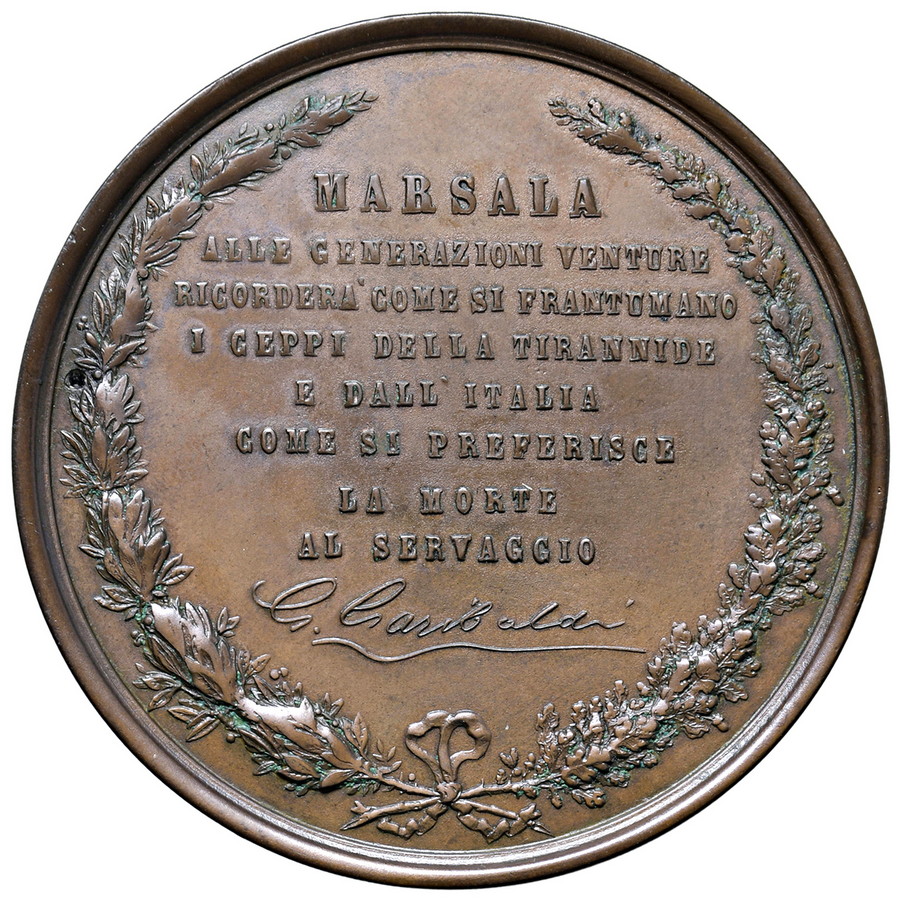 MARSALA
ALLE GENERAZIONI VENTURE
RICORDERA' COME SI FRANTUMANO
I CEPPI DELLA TIRANNIDE
E DALL' ITALIA
COME SI PREFERISCE
LA MORTE
AL SERVAGGIO
G. Garibaldi